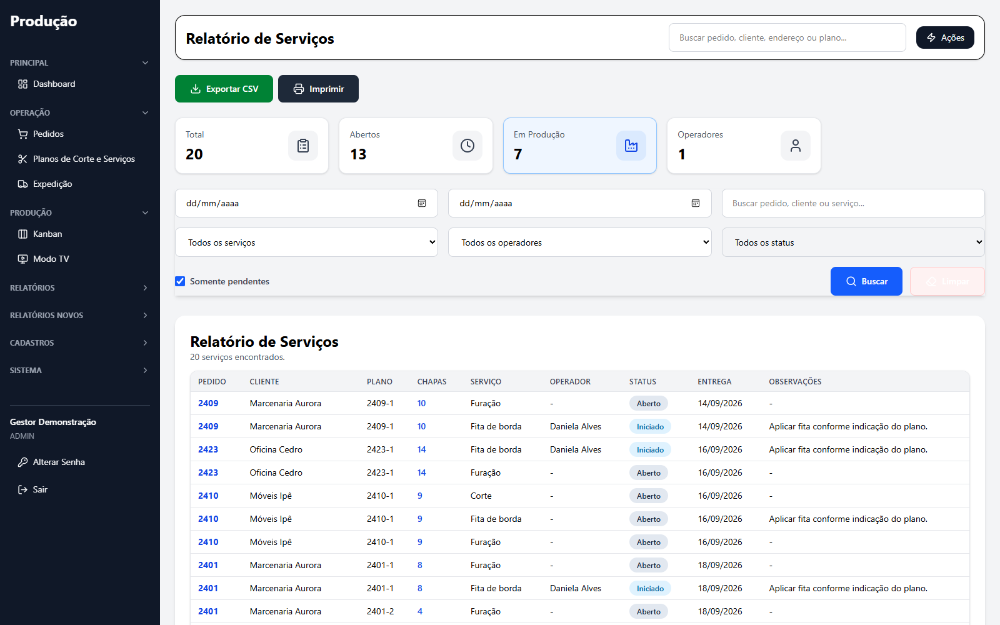 Produção
PRINCIPAL
Dashboard
OPERAÇÃO
Pedidos
Planos de Corte e Serviços
Expedição
PRODUÇÃO
Kanban
Modo TV
RELATÓRIOS
RELATÓRIOS NOVOS
CADASTROS
SISTEMA
Gestor Demonstração
ADMIN
Alterar Senha
Sair
Relatório de Serviços
Buscar pedido, cliente, endereço ou plano...
Ações
Exportar CSV
Imprimir
Total
20
Abertos
13
Em Produção
7
Operadores
1
dd/mm/aaaa
dd/mm/aaaa
Buscar pedido, cliente ou serviço...
Todos os serviços
Todos os operadores
Todos os status
Somente pendentes
Buscar
Limpar
Relatório de Serviços
20 serviços encontrados.
PEDIDO CLIENTE PLANO CHAPAS SERVIÇO OPERADOR STATUS ENTREGA OBSERVAÇÕES
2409 Marcenaria Aurora 2409-1 10 Furação - Aberto 14/09/2026 -
2409 Marcenaria Aurora 2409-1 10 Fita de borda Daniela Alves Iniciado 14/09/2026 Aplicar fita conforme indicação do plano.
2423 Oficina Cedro 2423-1 14 Fita de borda Daniela Alves Iniciado 16/09/2026 Aplicar fita conforme indicação do plano.
2423 Oficina Cedro 2423-1 14 Furação - Aberto 16/09/2026 -
2410 Móveis Ipê 2410-1 9 Corte - Aberto 16/09/2026 -
2410 Móveis Ipê 2410-1 9 Fita de borda - Aberto 16/09/2026 Aplicar fita conforme indicação do plano.
2410 Móveis Ipê 2410-1 9 Furação - Aberto 16/09/2026 -
2401 Marcenaria Aurora 2401-1 8 Furação - Aberto 18/09/2026 -
2401 Marcenaria Aurora 2401-1 8 Fita de borda Daniela Alves Iniciado 18/09/2026 Aplicar fita conforme indicação do plano.
2401 Marcenaria Aurora 2401-2 4 Furação - Aberto 18/09/2026 -